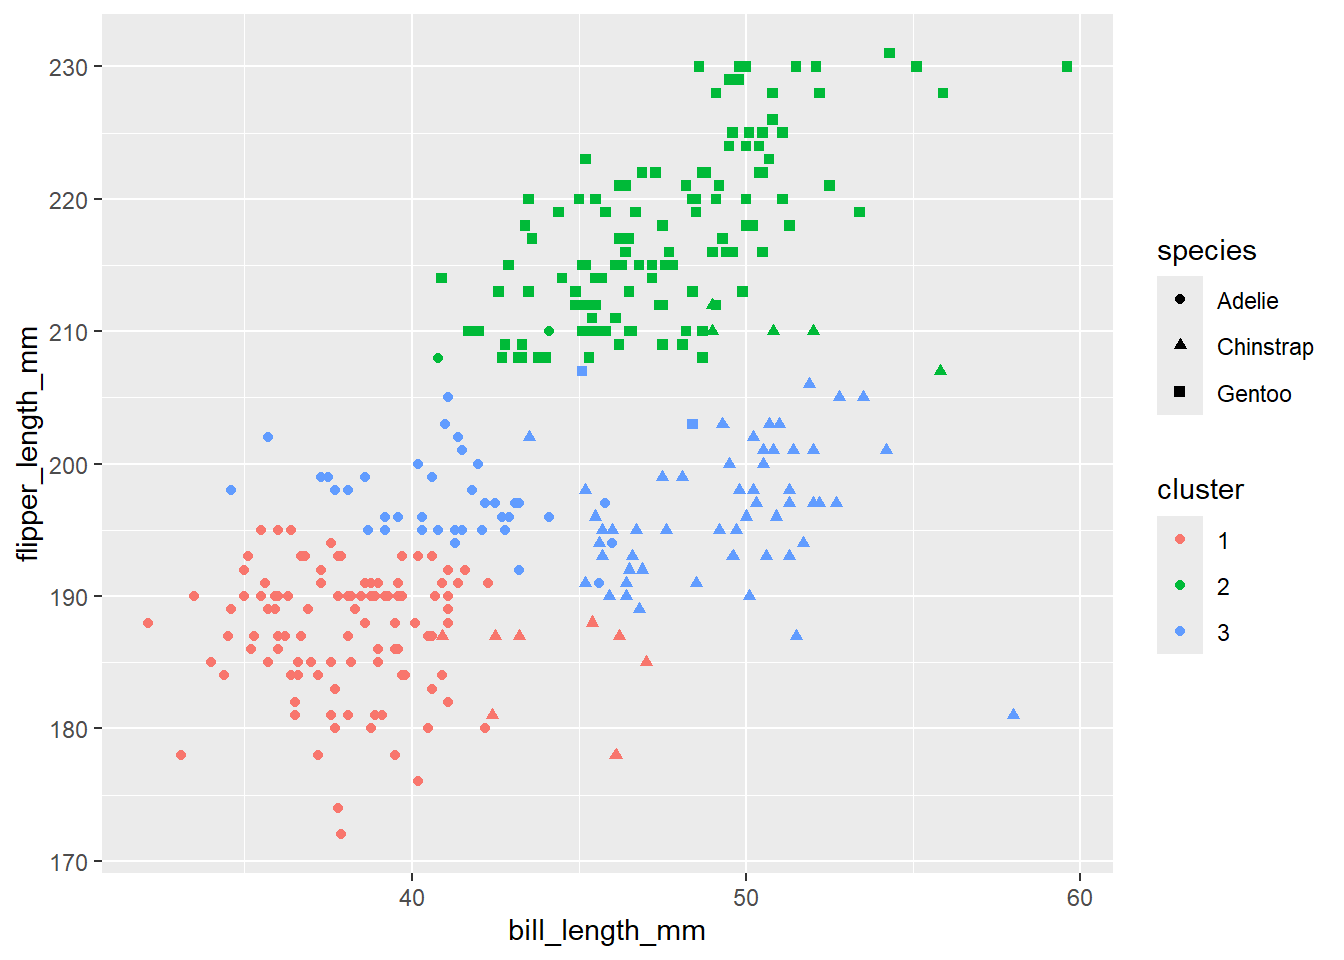 230
220
210
200
190
180
170
flipper_length_mm
40
50
60
bill_length_mm
species
Adelie
Chinstrap
Gentoo
cluster
1
2
3